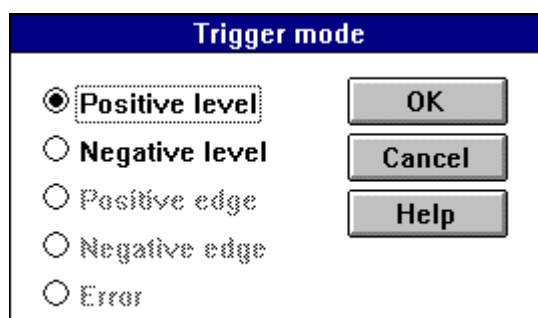 Trigger mode
Positive level
Negative level
Positive edge
Negative edge
Error
OK
Cancel
Help